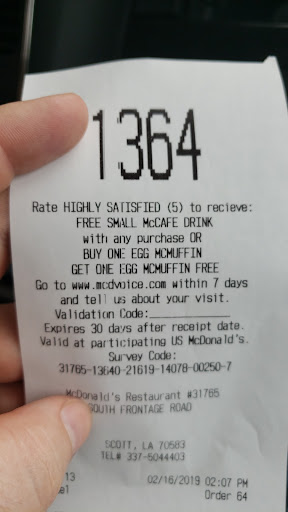 1364
Rate HIGHLY SATISFIED (5) to recieve:
FREE SMALL McCAFE DRINK
with any purchase OR
BUY ONE EGG MCMUFFIN
GET ONE EGG MCMUFFIN FREE
Go to www.mcdvoice.com within 7 days
and tell us about your visit.
Validation Code:
Expires 30 days after receipt date.
Valid at participating US McDonald's.
Survey Code:
31765-13640-21619-14078-00250-7
McDonald's Restaurant #31765
SOUTH FRONTAGE ROAD
SCOTT, LA 70583
TEL# 337-5044403
13 02/16/2019 02:07 PM
Order 64